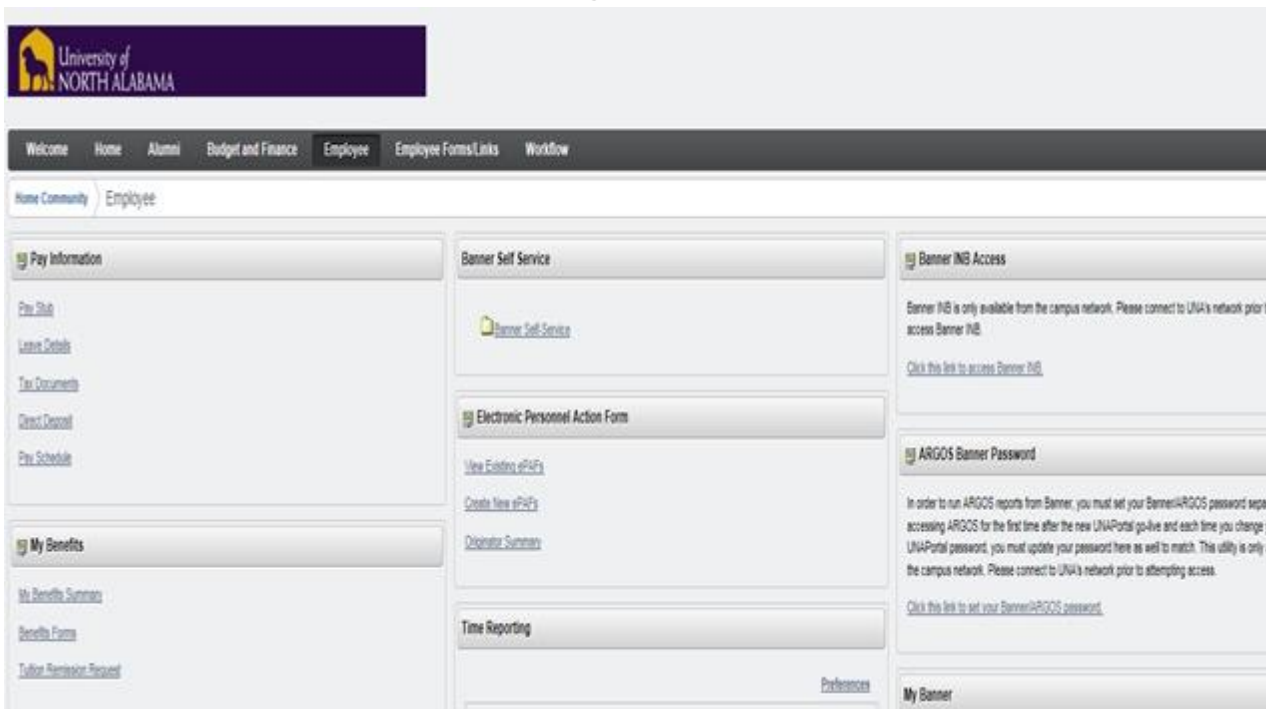 University of
NORTH ALABAMA
Welcome Home Alumni Budget and Finance Employee Employee Forms/Links Workflow
Home Community Employee
Pay Information
Pay Stub
Leave Details
Tax Documents
Direct Deposit
Pay Schedule
My Benefits
My Benefits Summary
Benefits Forms
Tuition Remission Request
Banner Self Service
Banner Self-Service
Electronic Personnel Action Form
View Existing ePAFs
Create New ePAFs
Originator Summary
Time Reporting
Preferences
Banner INB Access
Banner INB is only available from the campus network. Please connect to UNA's network prior t
access Banner INB.
Click this link to access Banner INB.
ARGOS Banner Password
In order to run ARGOS reports from Banner, you must set your Banner/ARGOS password sepa
accessing ARGOS for the first time after the new UNAPortal go-live and each time you change
UNAPortal password, you must update your password here as well to match. This utility is only
the campus network. Please connect to UNA's network prior to attempting access.
Click this link to set your Banner/ARGOS password.
My Banner